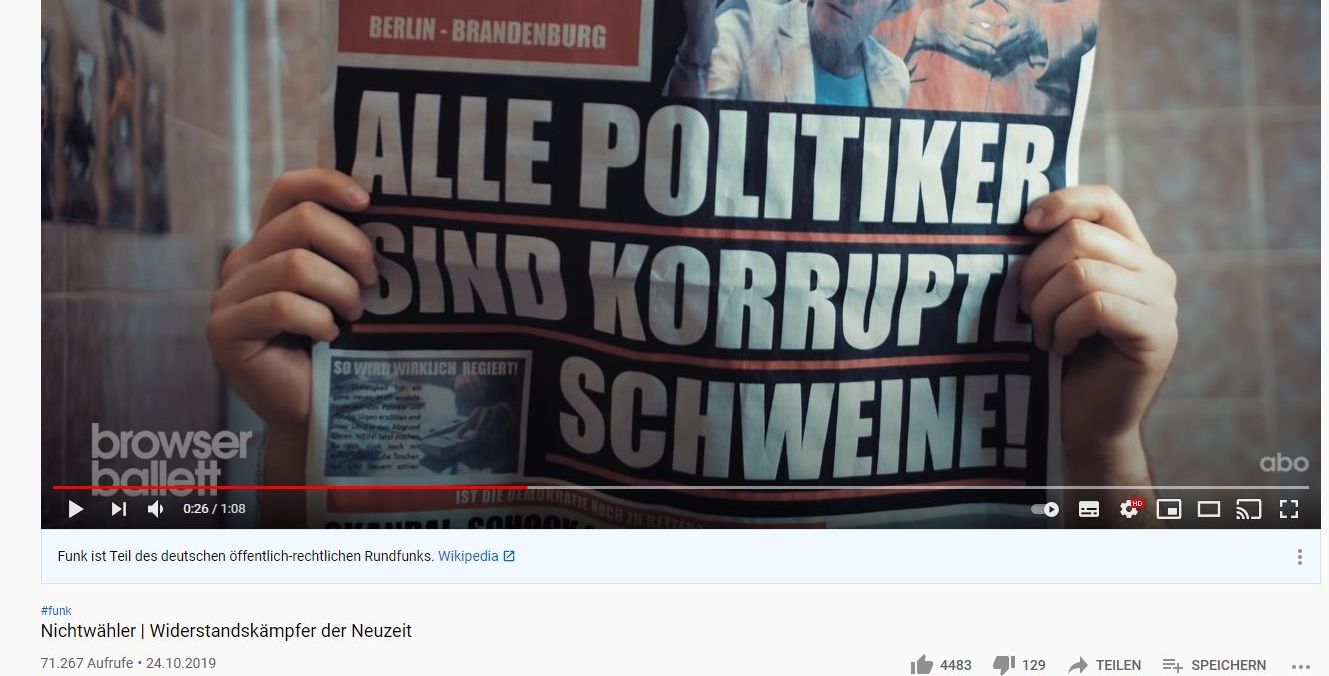 BERLIN - BRANDENBURG
ALLE POLITIKER
SIND KORRUPTE
SCHWEINE!
SO WIRD WIRKLICH REGIERT!
browser
ballett
abo
IST DIE DEMOKRATIE NOCH ZU RETTEN
SKANDAL-SCHOCK
0:26 / 1:08
HD
Funk ist Teil des deutschen öffentlich-rechtlichen Rundfunks. Wikipedia
#funk
Nichtwähler | Widerstandskämpfer der Neuzeit
71.267 Aufrufe • 24.10.2019
4483 129 TEILEN SPEICHERN